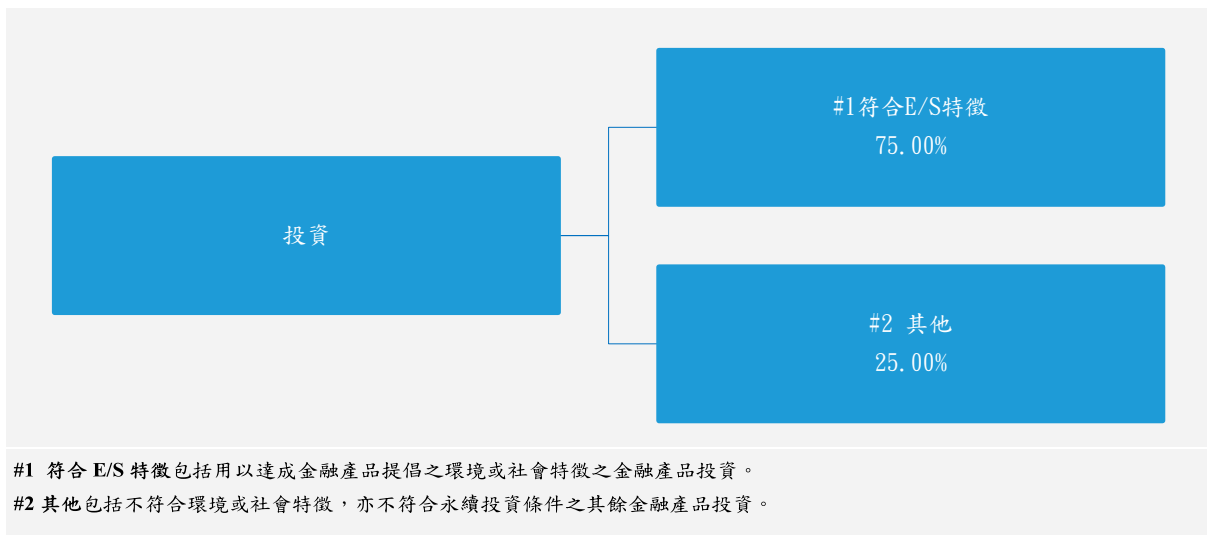 投資
#1符合E/S特徵
75.00%
#2 其他
25.00%
#1 符合 E/S 特徵包括用以達成金融產品提倡之環境或社會特徵之金融產品投資。
#2 其他包括不符合環境或社會特徵，亦不符合永續投資條件之其餘金融產品投資。